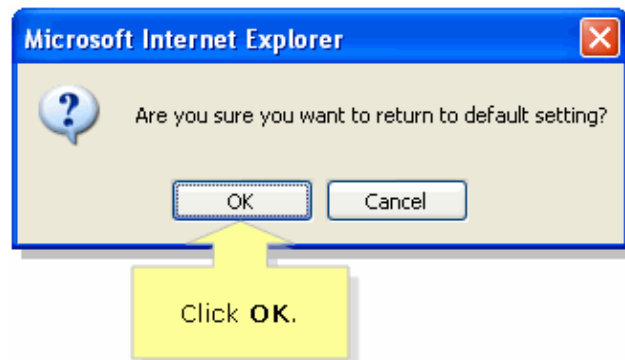 Microsoft Internet Explorer
Are you sure you want to return to default setting?
OK
Cancel
Click OK.